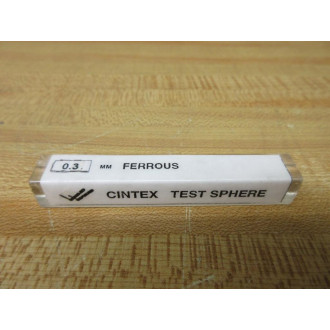 0.3 MM FERROUS
CINTEX TEST SPHERE